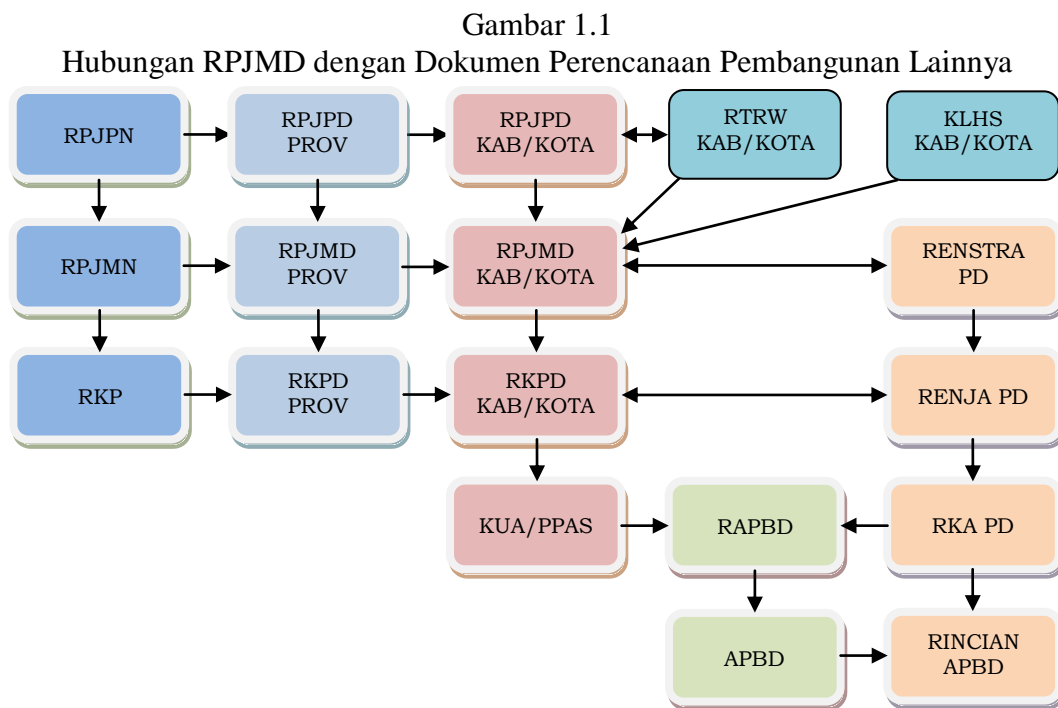 Gambar 1.1
Hubungan RPJMD dengan Dokumen Perencanaan Pembangunan Lainnya
RPJPN
RPJPD
PROV
RPJPD
KAB/KOTA
RTRW
KAB/KOTA
KLHS
KAB/KOTA
RPJMN
RPJMD
PROV
RPJMD
KAB/KOTA
RENSTRA
PD
RKP
RKPD
PROV
RKPD
KAB/KOTA
RENJA PD
KUA/PPAS
RAPBD
RKA PD
APBD
RINCIAN
APBD